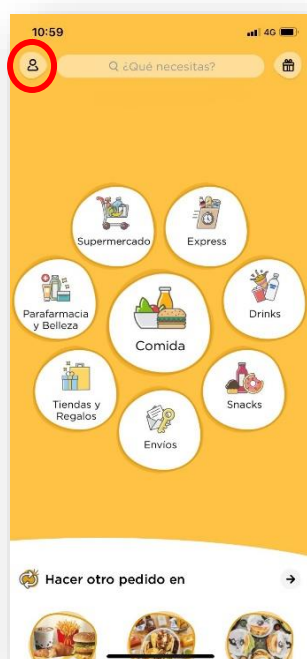 10:59
4G
¿Qué necesitas?
Supermercado
Express
Parafarmacia
y Belleza
Drinks
Comida
Tiendas y
Regalos
Snacks
Envíos
Hacer otro pedido en